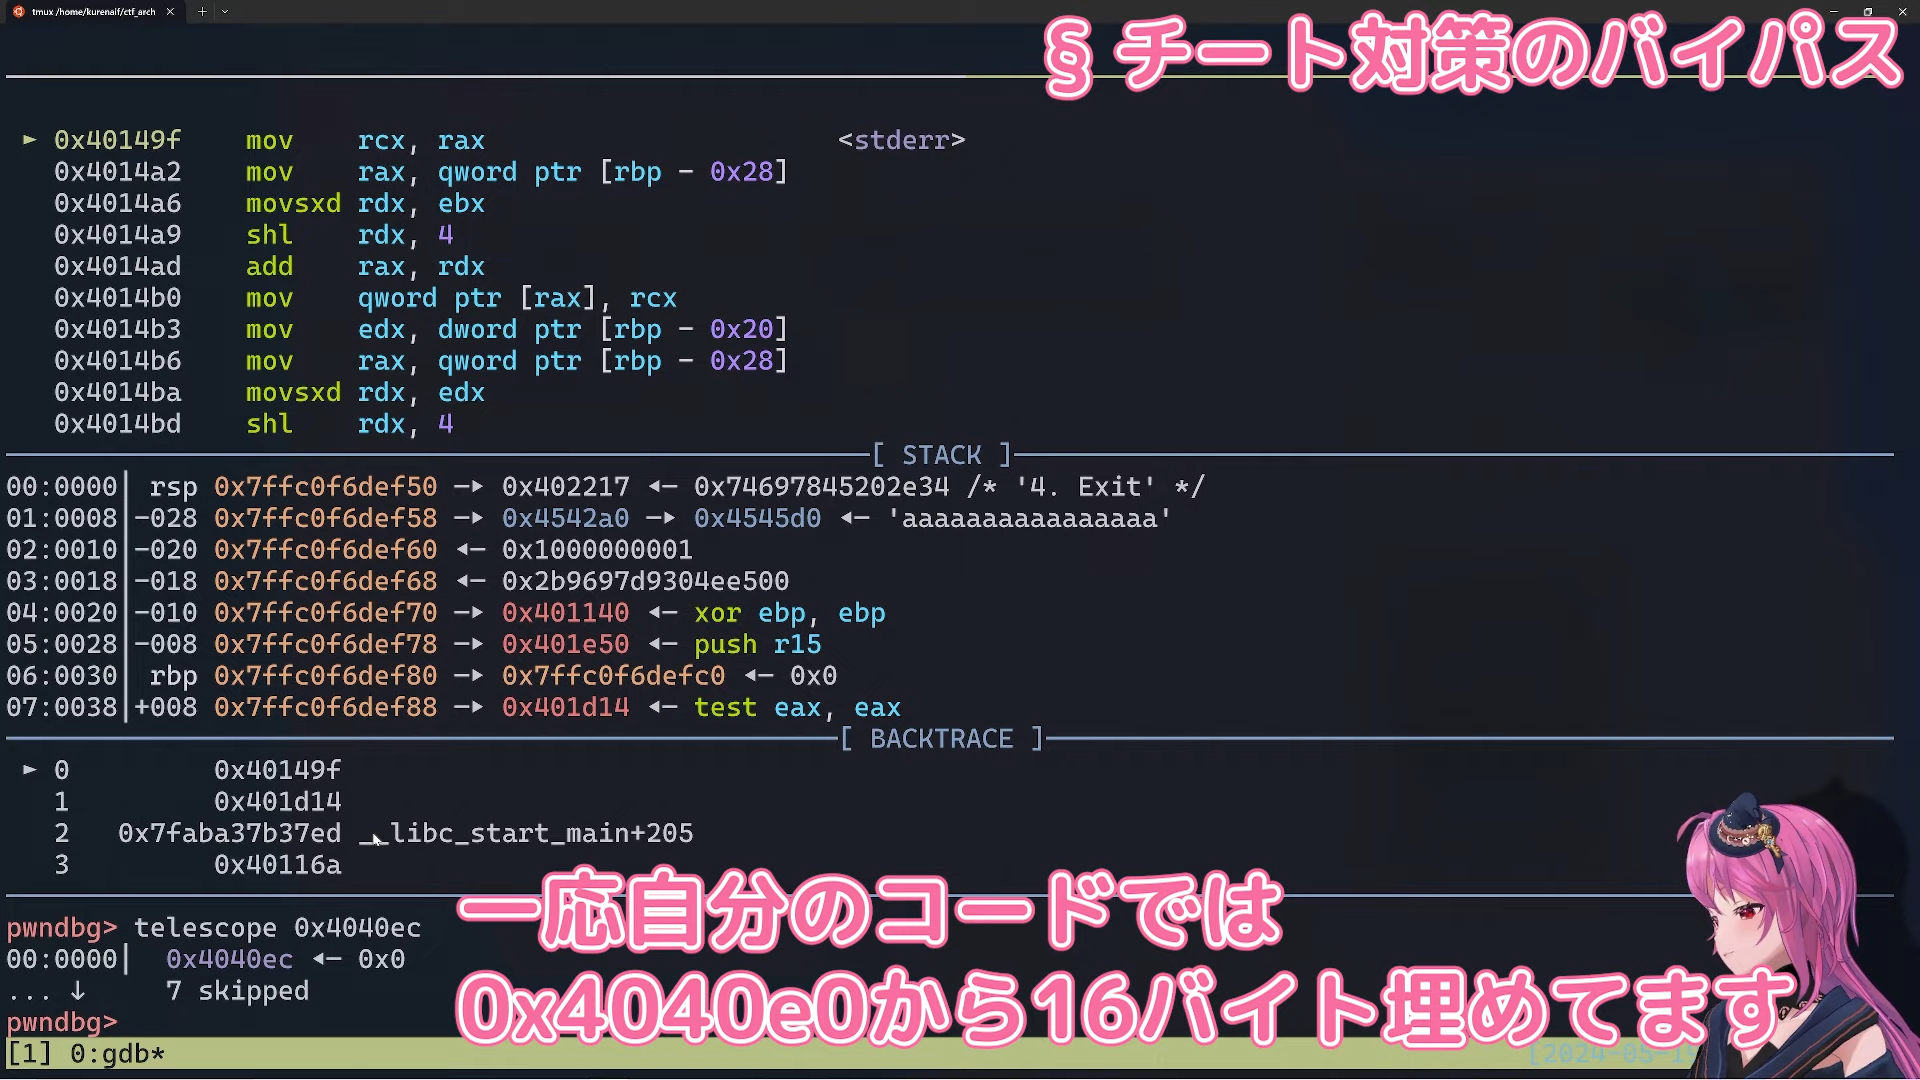 tmux /home/kurenaif/ctf_arch
§ チート対策のバイパス
► 0x40149f mov rcx, rax <stderr>
0x4014a2 mov rax, qword ptr [rbp - 0x28]
0x4014a6 movsxd rdx, ebx
0x4014a9 shl rdx, 4
0x4014ad add rax, rdx
0x4014b0 mov qword ptr [rax], rcx
0x4014b3 mov edx, dword ptr [rbp - 0x20]
0x4014b6 mov rax, qword ptr [rbp - 0x28]
0x4014ba movsxd rdx, edx
0x4014bd shl rdx, 4
[ STACK ]
00:0000│ rsp 0x7ffc0f6def50 —▸ 0x402217 ◂— 0x74697845202e34 /* '4. Exit' */
01:0008│-028 0x7ffc0f6def58 —▸ 0x4542a0 —▸ 0x4545d0 ◂— 'aaaaaaaaaaaaaaaa'
02:0010│-020 0x7ffc0f6def60 ◂— 0x1000000001
03:0018│-018 0x7ffc0f6def68 ◂— 0x2b9697d9304ee500
04:0020│-010 0x7ffc0f6def70 —▸ 0x401140 ◂— xor ebp, ebp
05:0028│-008 0x7ffc0f6def78 —▸ 0x401e50 ◂— push r15
06:0030│ rbp 0x7ffc0f6def80 —▸ 0x7ffc0f6defc0 ◂— 0x0
07:0038│+008 0x7ffc0f6def88 —▸ 0x401d14 ◂— test eax, eax
[ BACKTRACE ]
► 0 0x40149f
1 0x401d14
2 0x7faba37b37ed __libc_start_main+205
3 0x40116a
pwndbg> telescope 0x4040ec
00:0000│ 0x4040ec ◂— 0x0
... ↓ 7 skipped
pwndbg>
一応自分のコードでは
0x4040e0から16バイト埋めてます
[1] 0:gdb*